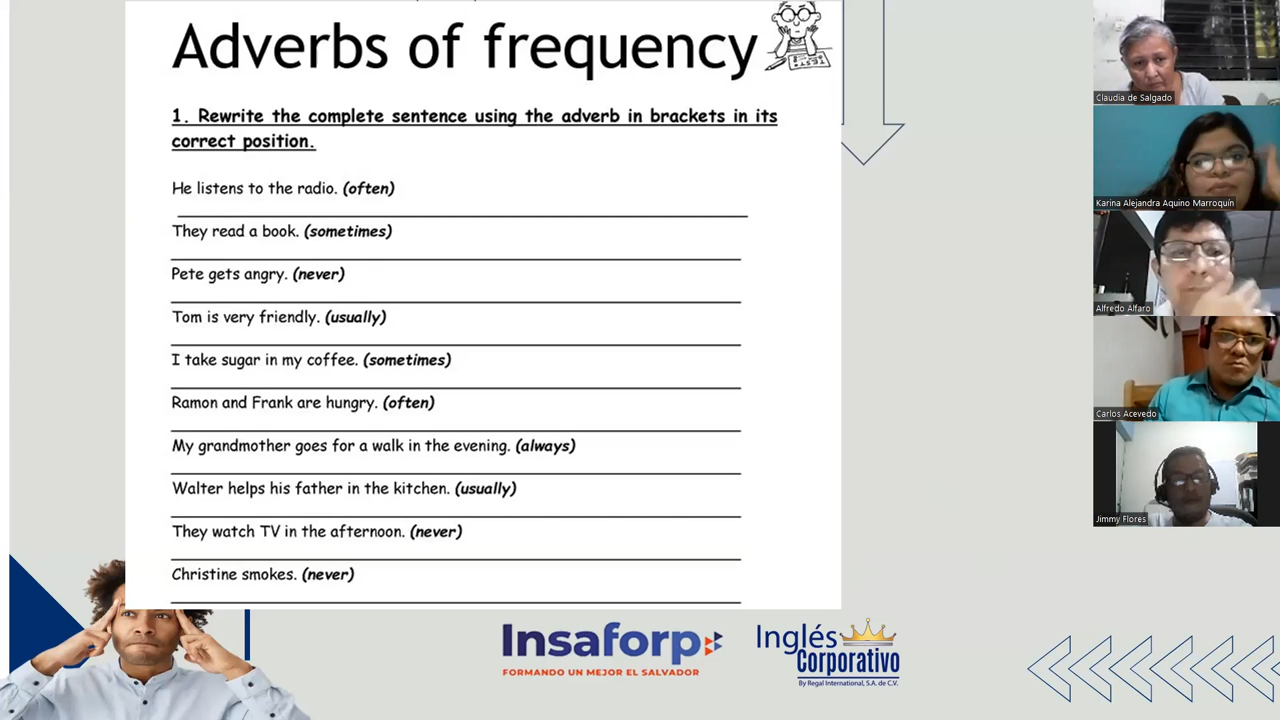 Adverbs of frequency
1. Rewrite the complete sentence using the adverb in brackets in its
correct position.
He listens to the radio. (often)
They read a book. (sometimes)
Pete gets angry. (never)
Tom is very friendly. (usually)
I take sugar in my coffee. (sometimes)
Ramon and Frank are hungry. (often)
My grandmother goes for a walk in the evening. (always)
Walter helps his father in the kitchen. (usually)
They watch TV in the afternoon. (never)
Christine smokes. (never)
Insaforp
FORMANDO UN MEJOR EL SALVADOR
Inglés
Corporativo
By Regal International, S.A. de C.V.
Claudia de Salgado
Karina Alejandra Aquino Marroquín
Alfredo Alfaro
Carlos Acevedo
Jimmy Flores